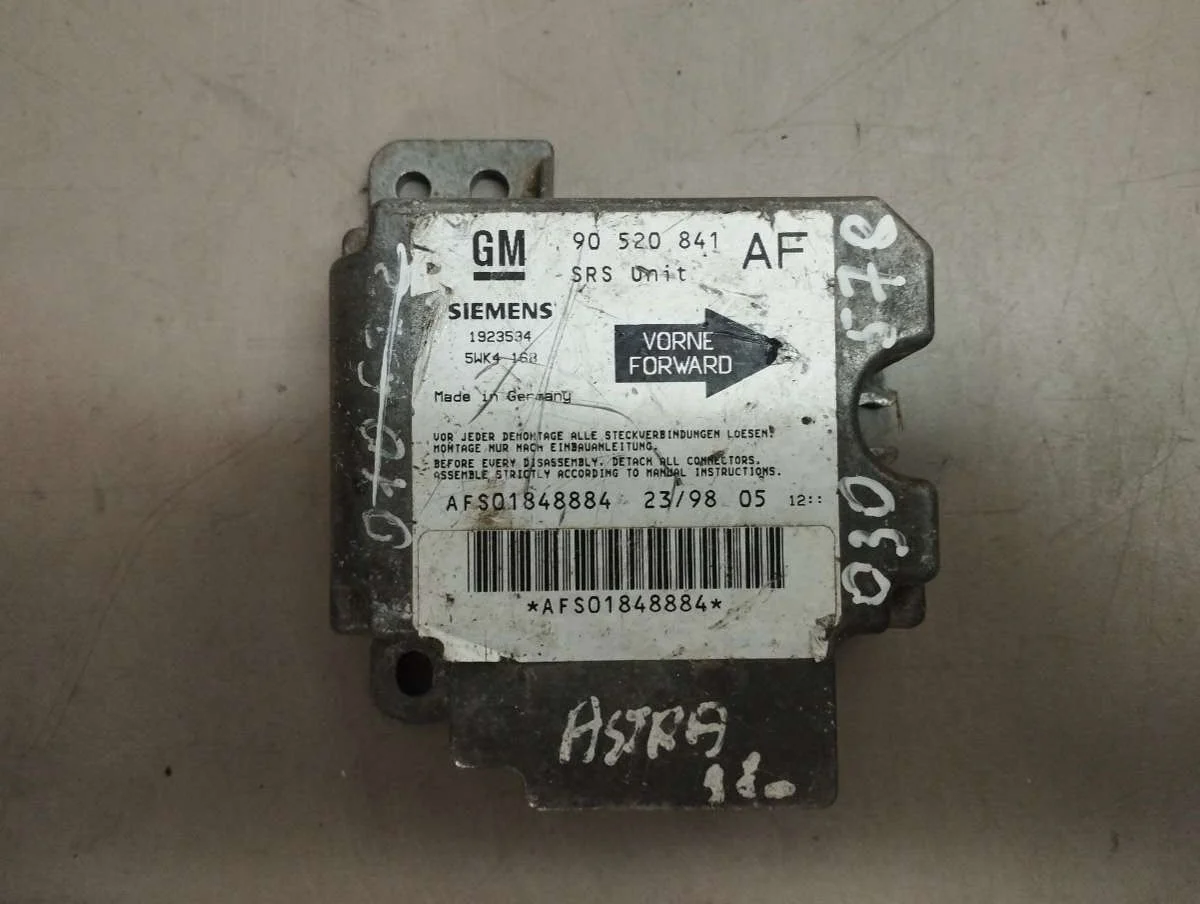 GM
90 520 841
AF
SRS Unit
SIEMENS
1923534
5WK4 168
VORNE
FORWARD
Made in Germany
VOR JEDER DEMONTAGE ALLE STECKVERBINDUNGEN LOESEN!
MONTAGE NUR NACH EINBAUANLEITUNG.
BEFORE EVERY DISASSEMBLY, DETACH ALL CONNECTORS.
ASSEMBLE STRICTLY ACCORDING TO MANUAL INSTRUCTIONS.
AFS01848884 23/98 05 12::
*AFS01848884*
030 578
ASTRA